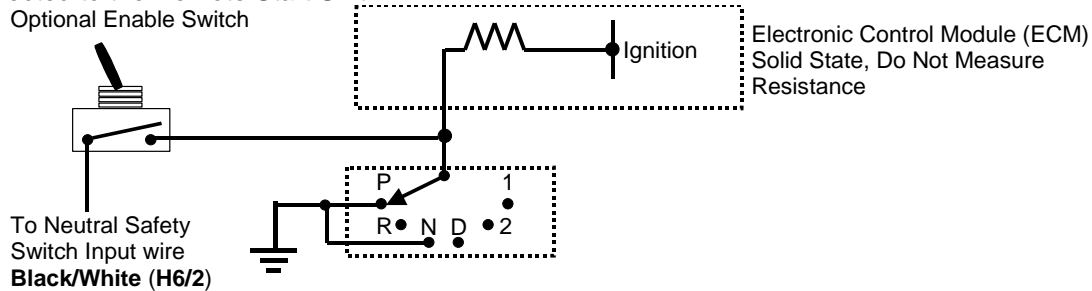 Optional Enable Switch
Ignition
Electronic Control Module (ECM)
Solid State, Do Not Measure
Resistance
P
1
R
N
D
2
To Neutral Safety
Switch Input wire
Black/White (H6/2)